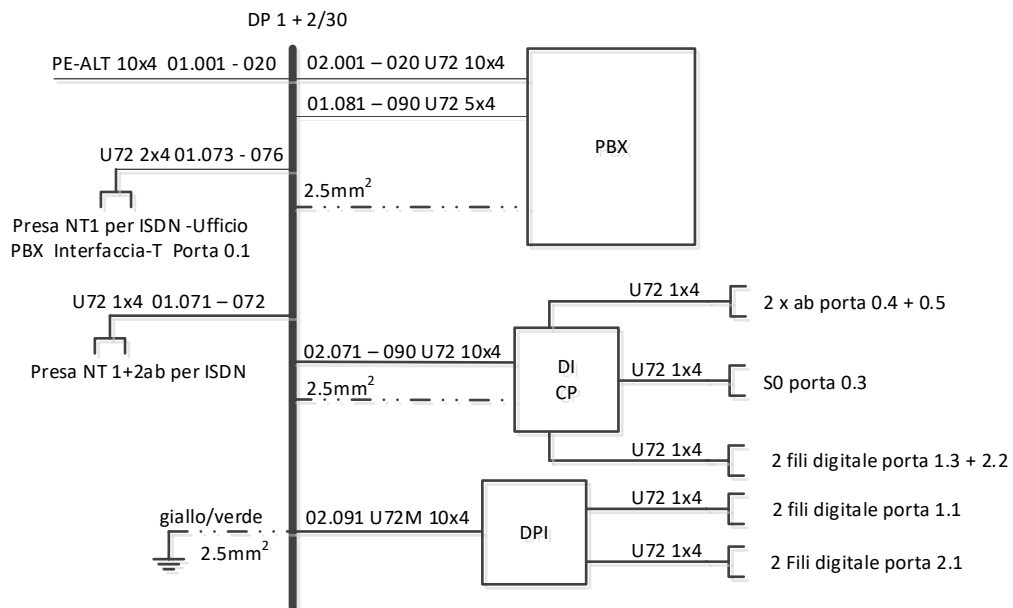 DP 1 + 2/30
PE-ALT 10x4 01.001 - 020
02.001 – 020 U72 10x4
01.081 – 090 U72 5x4
PBX
U72 2x4 01.073 - 076
2.5mm²
Presa NT1 per ISDN -Ufficio
PBX Interfaccia-T Porta 0.1
U72 1x4 01.071 – 072
Presa NT 1+2ab per ISDN
02.071 – 090 U72 10x4
2.5mm²
DI
CP
U72 1x4
2 x ab porta 0.4 + 0.5
U72 1x4
S0 porta 0.3
U72 1x4
2 fili digitale porta 1.3 + 2.2
giallo/verde
2.5mm²
02.091 U72M 10x4
DPI
U72 1x4
2 fili digitale porta 1.1
U72 1x4
2 Fili digitale porta 2.1